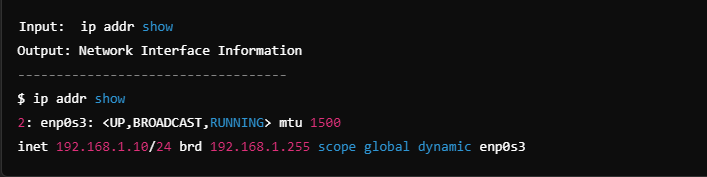 Input:  ip addr show
Output: Network Interface Information
-----------------------------------
$ ip addr show
2: enp0s3: <UP,BROADCAST,RUNNING> mtu 1500
inet 192.168.1.10/24 brd 192.168.1.255 scope global dynamic enp0s3